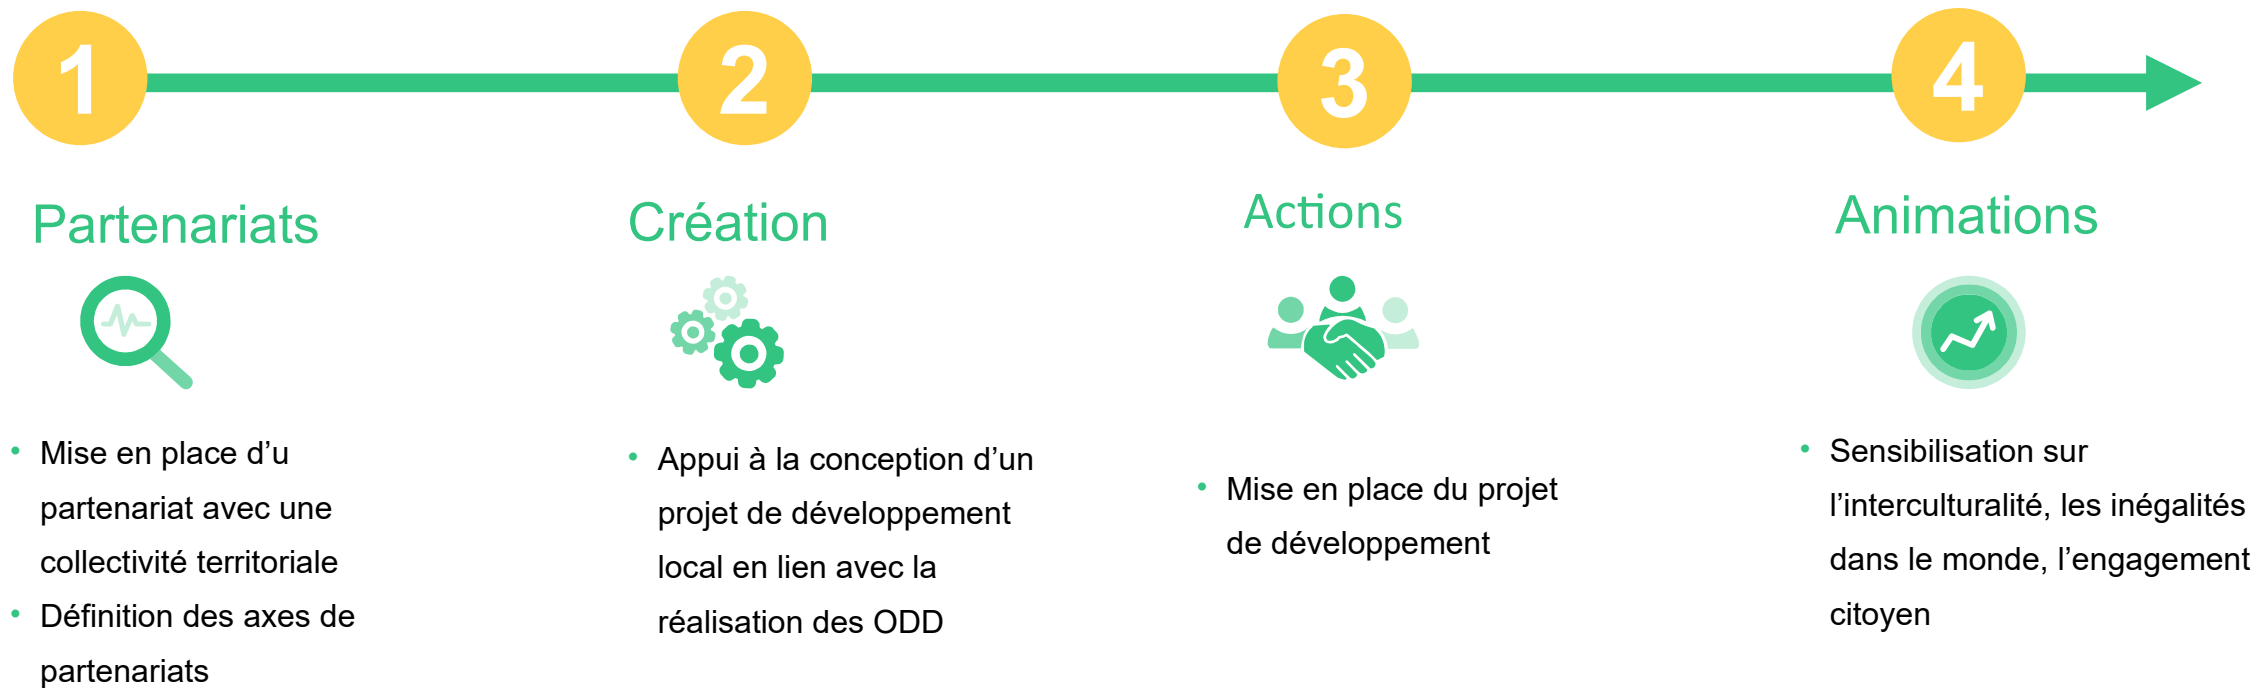 1
2
3
4
Partenariats
Création
Actions
Animations
• Mise en place d’u
partenariat avec une
collectivité territoriale
• Définition des axes de
partenariats
• Appui à la conception d’un
projet de développement
local en lien avec la
réalisation des ODD
• Mise en place du projet
de développement
• Sensibilisation sur
l’interculturalité, les inégalités
dans le monde, l’engagement
citoyen